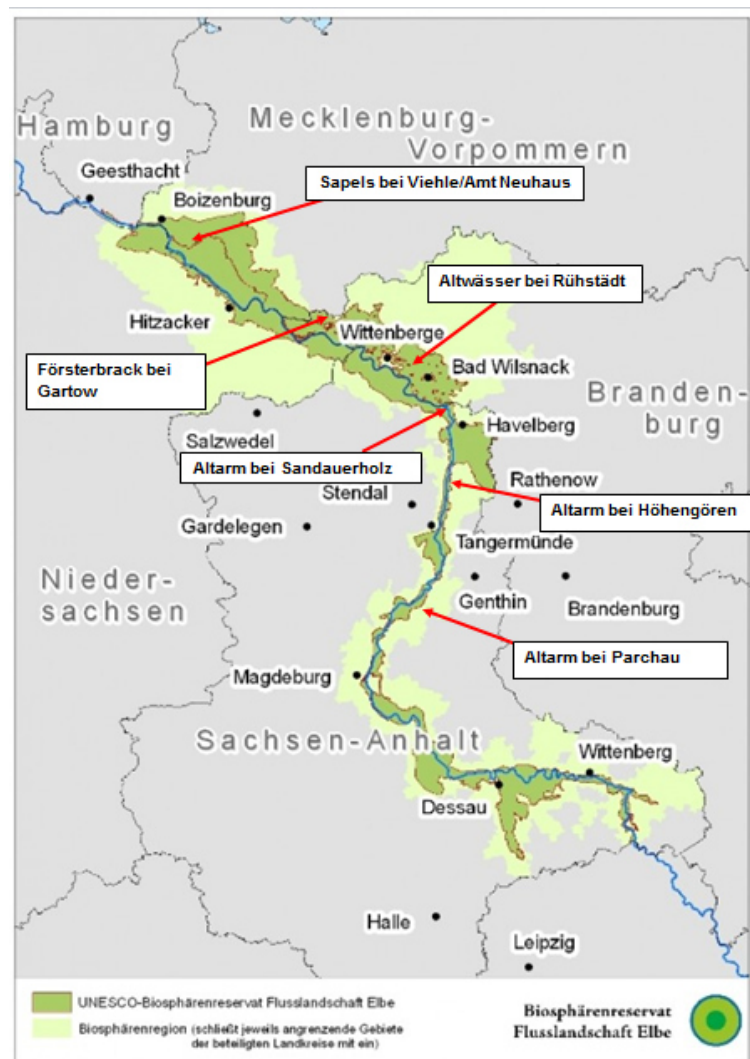 Hamburg
Mecklenburg-
Vorpommern
Geesthacht
Sapels bei Viehle/Amt Neuhaus
Boizenburg
Altwässer bei Rühstädt
Hitzacker
Wittenberge
Försterbrack bei
Gartow
Bad Wilsnack
Branden-
burg
Salzwedel
Havelberg
Altarm bei Sandauerholz
Rathenow
Stendal
Altarm bei Höhengören
Gardelegen
Tangermünde
Nieder-
sachsen
Genthin
Brandenburg
Altarm bei Parchau
Magdeburg
Sachsen-Anhalt
Wittenberg
Dessau
Halle
Leipzig
UNESCO-Biosphärenreservat Flusslandschaft Elbe
Biosphärenregion (schließt jeweils angrenzende Gebiete
der beteiligten Landkreise mit ein)
Biosphärenreservat
Flusslandschaft Elbe